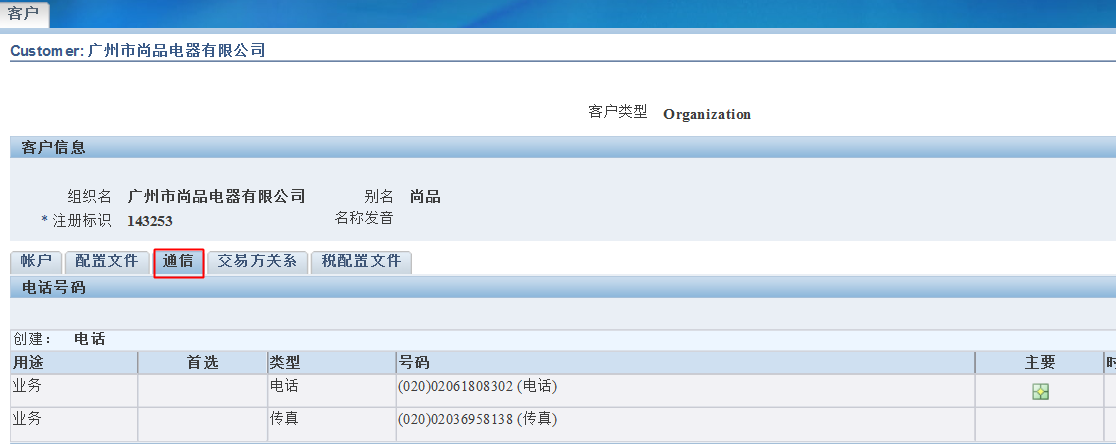 客户
Customer: 广州市尚品电器有限公司
客户类型 Organization
客户信息
组织名 广州市尚品电器有限公司 别名 尚品
* 注册标识 143253 名称发音
帐户 配置文件 通信 交易方关系 税配置文件
电话号码
创建： 电话
用途 首选 类型 号码 主要 时
业务 电话 (020)02061808302 (电话)
业务 传真 (020)02036958138 (传真)